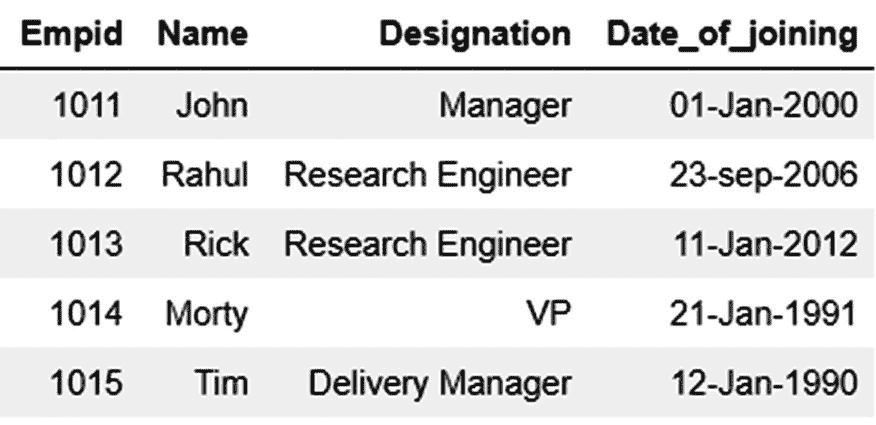 Empid Name Designation Date_of_joining
1011 John Manager 01-Jan-2000
1012 Rahul Research Engineer 23-sep-2006
1013 Rick Research Engineer 11-Jan-2012
1014 Morty VP 21-Jan-1991
1015 Tim Delivery Manager 12-Jan-1990